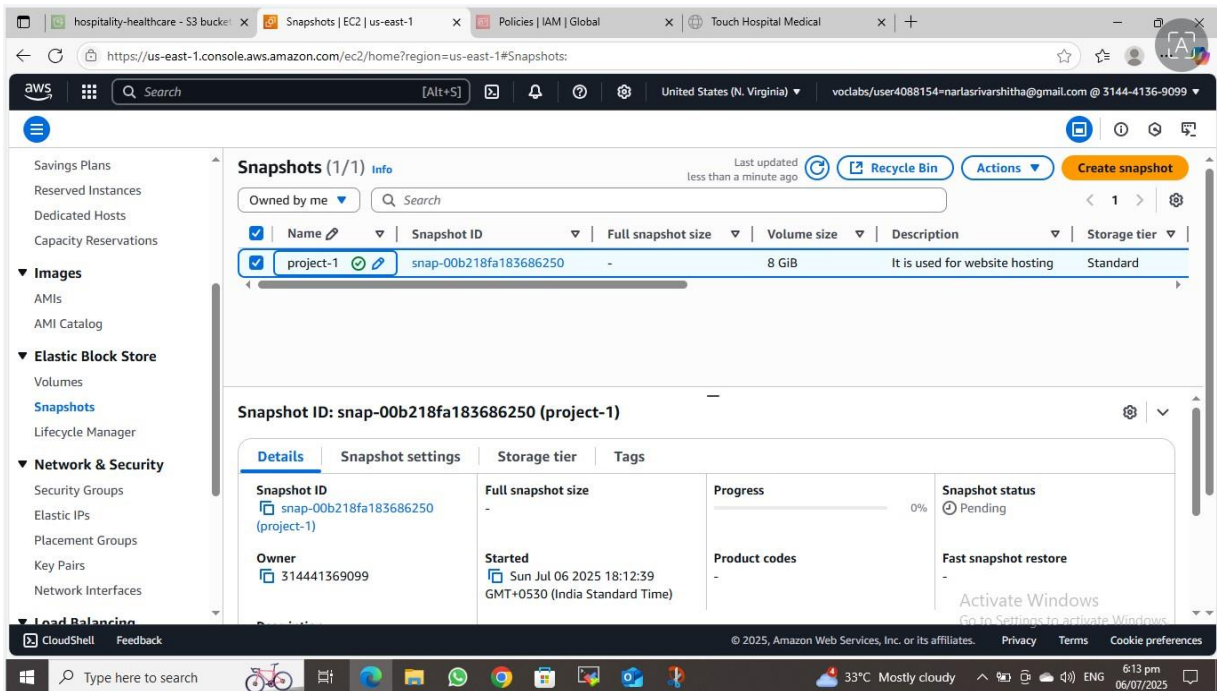 hospitality-healthcare - S3 bucket
Snapshots | EC2 | us-east-1
Policies | IAM | Global
Touch Hospital Medical
https://us-east-1.console.aws.amazon.com/ec2/home?region=us-east-1#Snapshots:
aws
Search
[Alt+S]
United States (N. Virginia)
voclabs/user4088154=narlasrivarshitha@gmail.com @ 3144-4136-9099
Savings Plans
Reserved Instances
Dedicated Hosts
Capacity Reservations
Images
AMIs
AMI Catalog
Elastic Block Store
Volumes
Snapshots
Lifecycle Manager
Network & Security
Security Groups
Elastic IPs
Placement Groups
Key Pairs
Network Interfaces
Load Balancing
Snapshots (1/1) Info
Last updated
less than a minute ago
Recycle Bin
Actions
Create snapshot
Owned by me
Search
1
Name
Snapshot ID
Full snapshot size
Volume size
Description
Storage tier
project-1
snap-00b218fa183686250
-
8 GiB
It is used for website hosting
Standard
Snapshot ID: snap-00b218fa183686250 (project-1)
Details
Snapshot settings
Storage tier
Tags
Snapshot ID
snap-00b218fa183686250
(project-1)
Full snapshot size
-
Progress
0%
Snapshot status
Pending
Owner
314441369099
Started
Sun Jul 06 2025 18:12:39
GMT+0530 (India Standard Time)
Product codes
-
Fast snapshot restore
-
Activate Windows
Go to Settings to activate Windows.
CloudShell
Feedback
© 2025, Amazon Web Services, Inc. or its affiliates.
Privacy
Terms
Cookie preferences
Type here to search
33°C Mostly cloudy
ENG
6:13 pm
06/07/2025